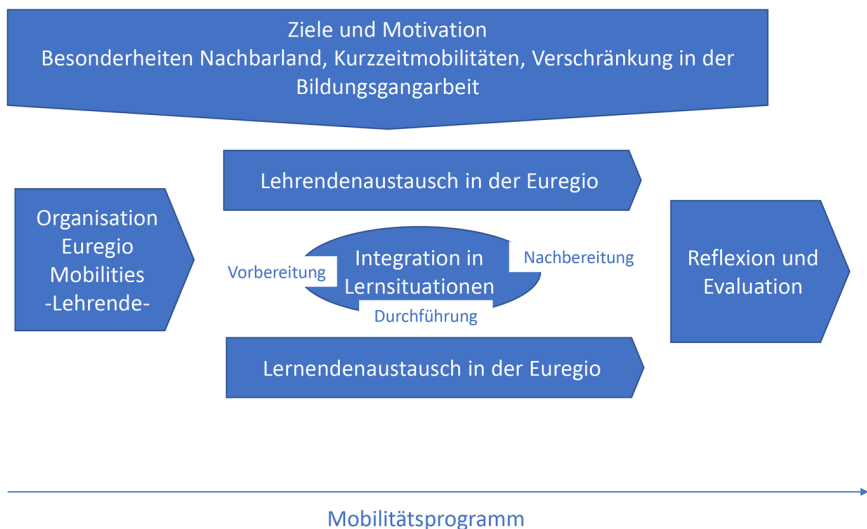 Ziele und Motivation
Besonderheiten Nachbarland, Kurzzeitmobilitäten, Verschränkung in der
Bildungsgangarbeit
Lehrendenaustausch in der Euregio
Organisation
Euregio
Mobilities
-Lehrende-
Vorbereitung
Integration in
Lernsituationen
Nachbereitung
Durchführung
Reflexion und
Evaluation
Lernendenaustausch in der Euregio
Mobilitätsprogramm